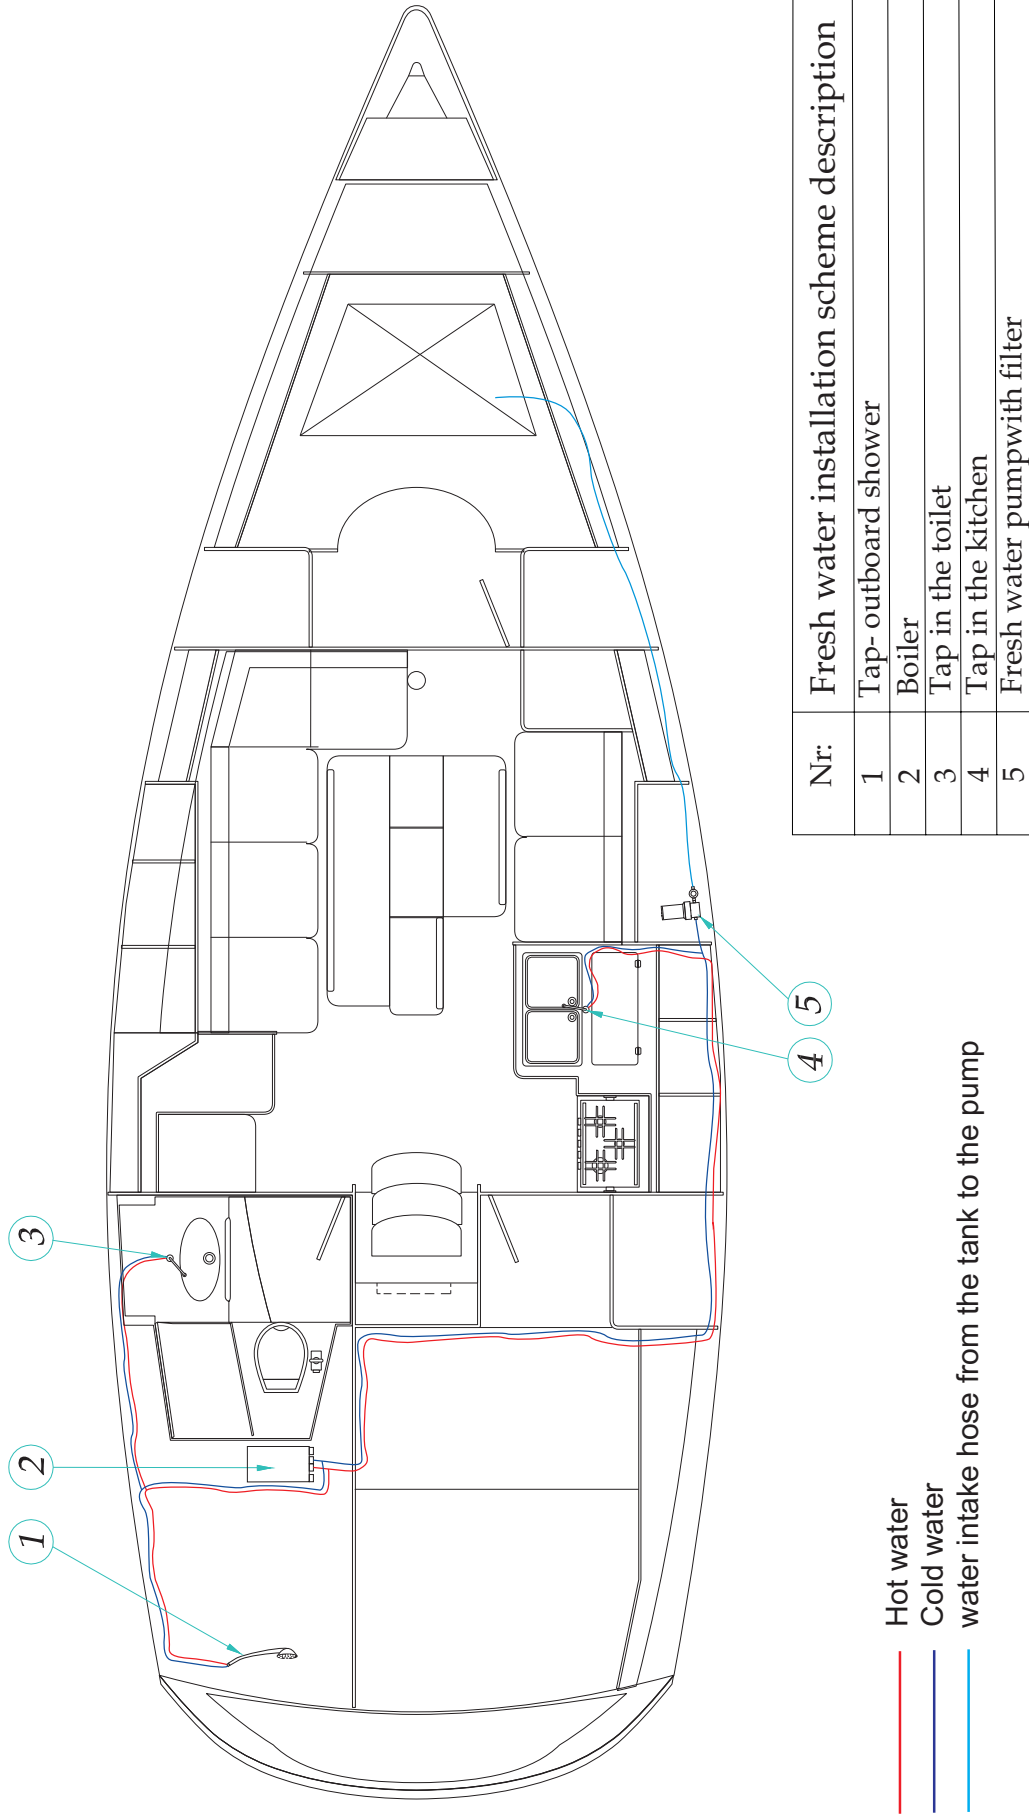 1
2
3
4
5
Nr: Fresh water installation scheme description
1 Tap- outboard shower
2 Boiler
3 Tap in the toilet
4 Tap in the kitchen
5 Fresh water pumpwith filter
Hot water
Cold water
water intake hose from the tank to the pump